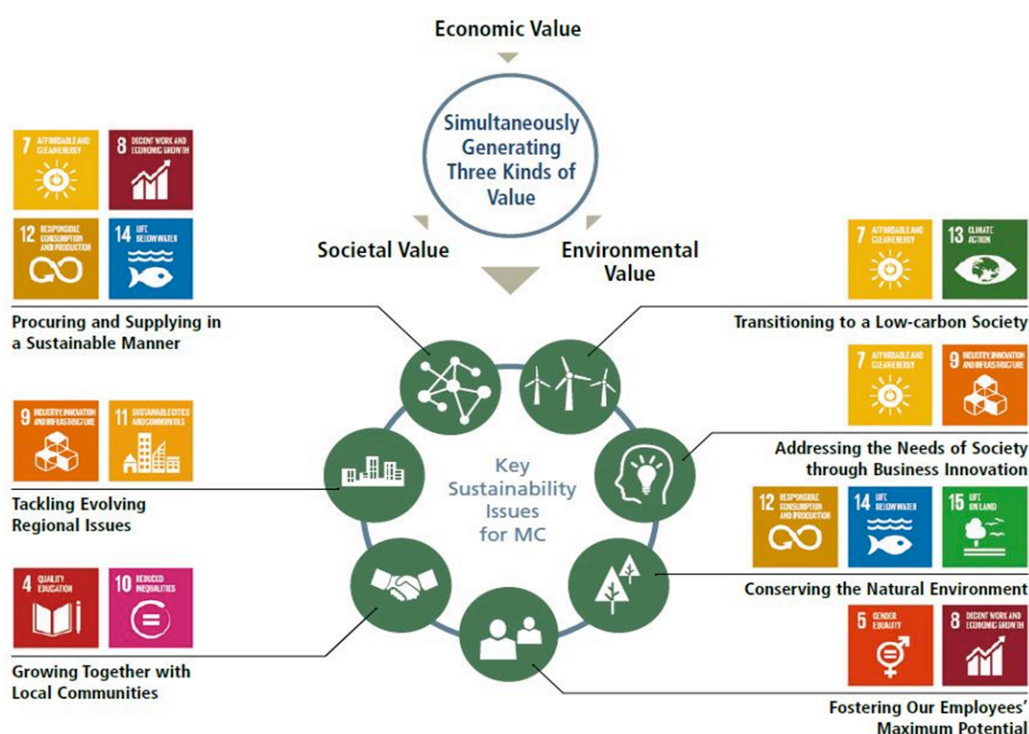 Economic Value
Simultaneously
Generating
Three Kinds of
Value
Societal Value
Environmental
Value
7 AFFORDABLE AND
CLEAN ENERGY
8 DECENT WORK AND
ECONOMIC GROWTH
12 RESPONSIBLE
CONSUMPTION
AND PRODUCTION
14 LIFE
BELOW WATER
Procuring and Supplying in
a Sustainable Manner
9 INDUSTRY, INNOVATION
AND INFRASTRUCTURE
11 SUSTAINABLE CITIES
AND COMMUNITIES
Tackling Evolving
Regional Issues
4 QUALITY
EDUCATION
10 REDUCED
INEQUALITIES
Growing Together with
Local Communities
Key
Sustainability
Issues
for MC
7 AFFORDABLE AND
CLEAN ENERGY
13 CLIMATE
ACTION
Transitioning to a Low-carbon Society
7 AFFORDABLE AND
CLEAN ENERGY
9 INDUSTRY, INNOVATION
AND INFRASTRUCTURE
Addressing the Needs of Society
through Business Innovation
12 RESPONSIBLE
CONSUMPTION
AND PRODUCTION
14 LIFE
BELOW WATER
15 LIFE
ON LAND
Conserving the Natural Environment
5 GENDER
EQUALITY
8 DECENT WORK AND
ECONOMIC GROWTH
Fostering Our Employees’
Maximum Potential